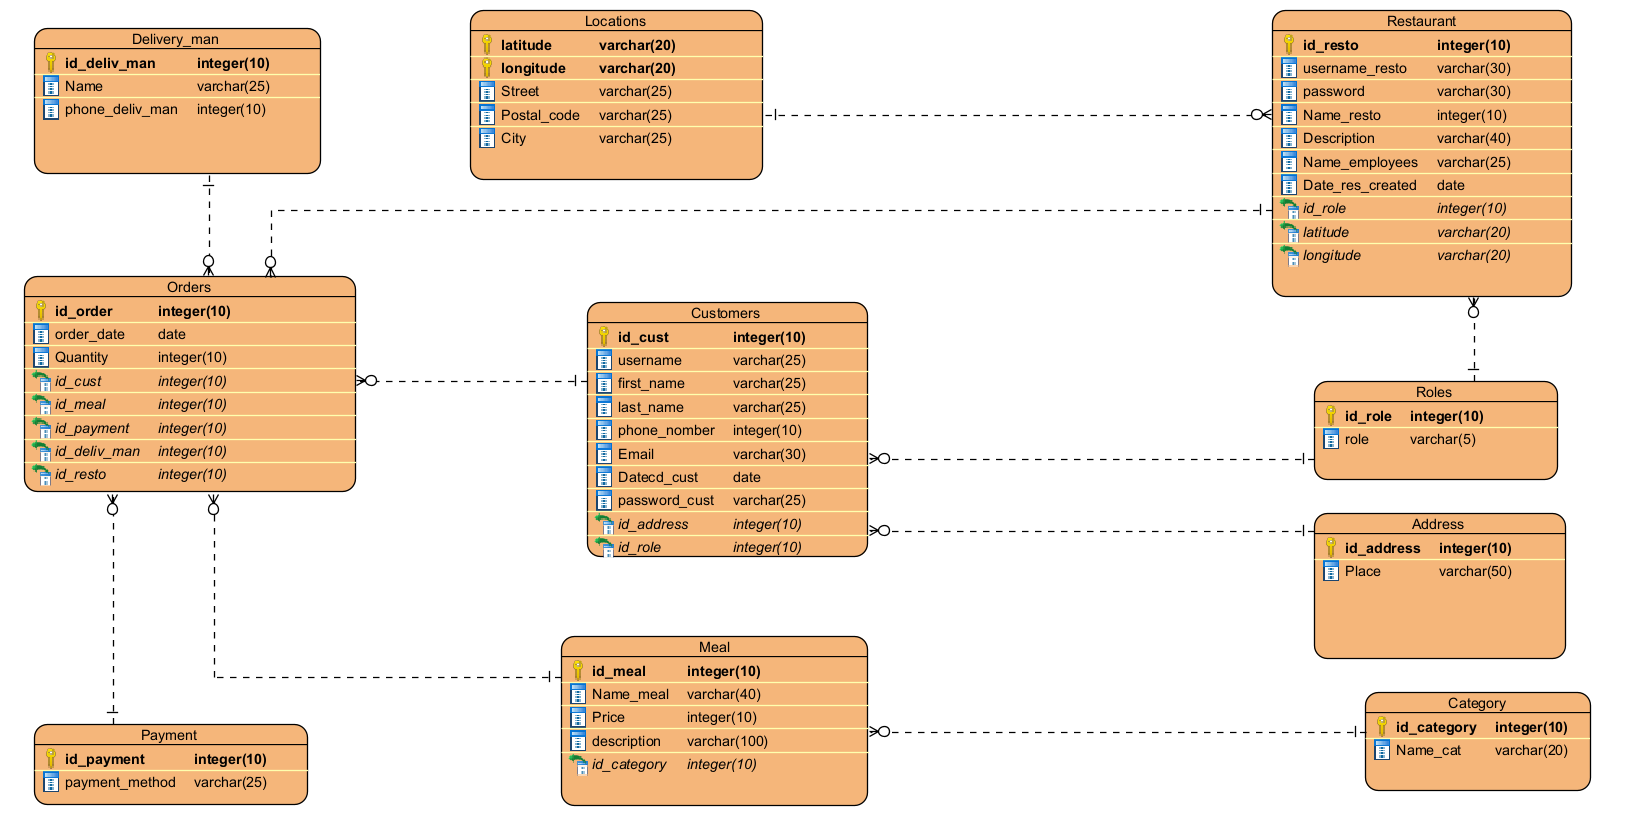 Delivery_man
id_deliv_man integer(10)
Name varchar(25)
phone_deliv_man integer(10)
Locations
latitude varchar(20)
longitude varchar(20)
Street varchar(25)
Postal_code varchar(25)
City varchar(25)
Restaurant
id_resto integer(10)
username_resto varchar(30)
password varchar(30)
Name_resto integer(10)
Description varchar(40)
Name_employees varchar(25)
Date_res_created date
id_role integer(10)
latitude varchar(20)
longitude varchar(20)
Orders
id_order integer(10)
order_date date
Quantity integer(10)
id_cust integer(10)
id_meal integer(10)
id_payment integer(10)
id_deliv_man integer(10)
id_resto integer(10)
Customers
id_cust integer(10)
username varchar(25)
first_name varchar(25)
last_name varchar(25)
phone_nomber integer(10)
Email varchar(30)
Datecd_cust date
password_cust varchar(25)
id_address integer(10)
id_role integer(10)
Roles
id_role integer(10)
role varchar(5)
Address
id_address integer(10)
Place varchar(50)
Meal
id_meal integer(10)
Name_meal varchar(40)
Price integer(10)
description varchar(100)
id_category integer(10)
Category
id_category integer(10)
Name_cat varchar(20)
Payment
id_payment integer(10)
payment_method varchar(25)